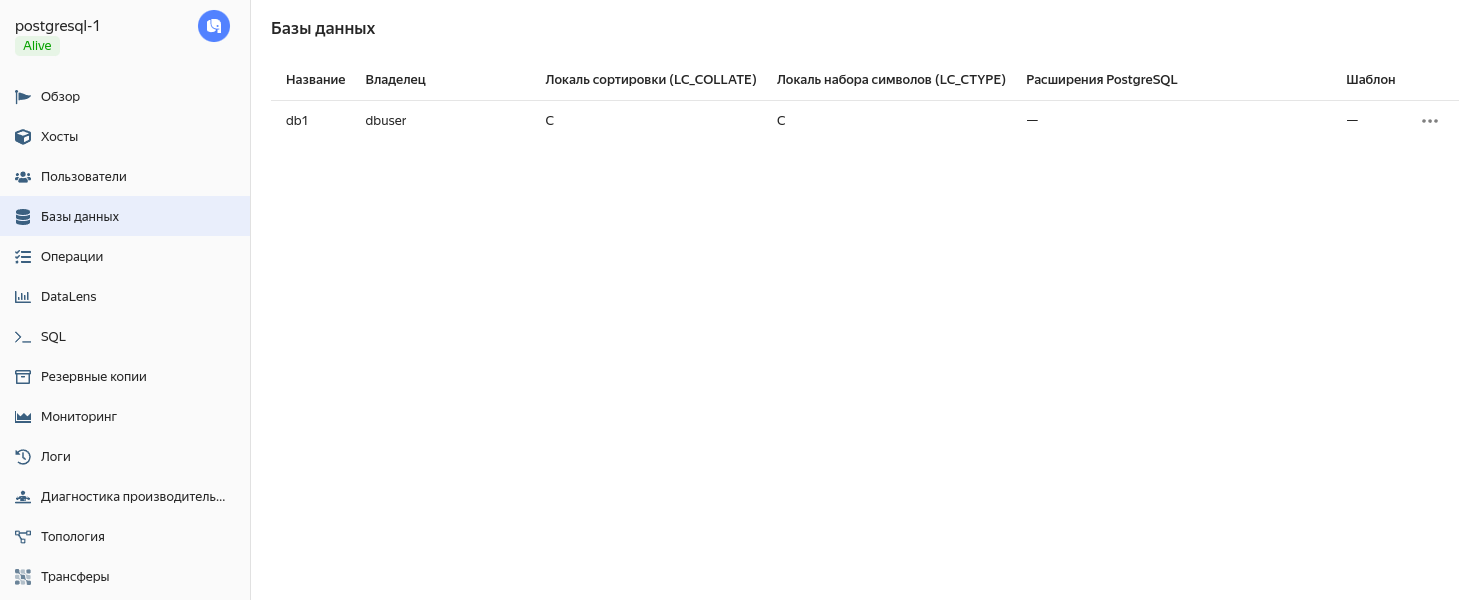 postgresql-1
Alive
Обзор
Хосты
Пользователи
Базы данных
Операции
DataLens
SQL
Резервные копии
Мониторинг
Логи
Диагностика производитель...
Топология
Трансферы
Базы данных
Название Владелец Локаль сортировки (LC_COLLATE) Локаль набора символов (LC_CTYPE) Расширения PostgreSQL Шаблон
db1 dbuser C C — —